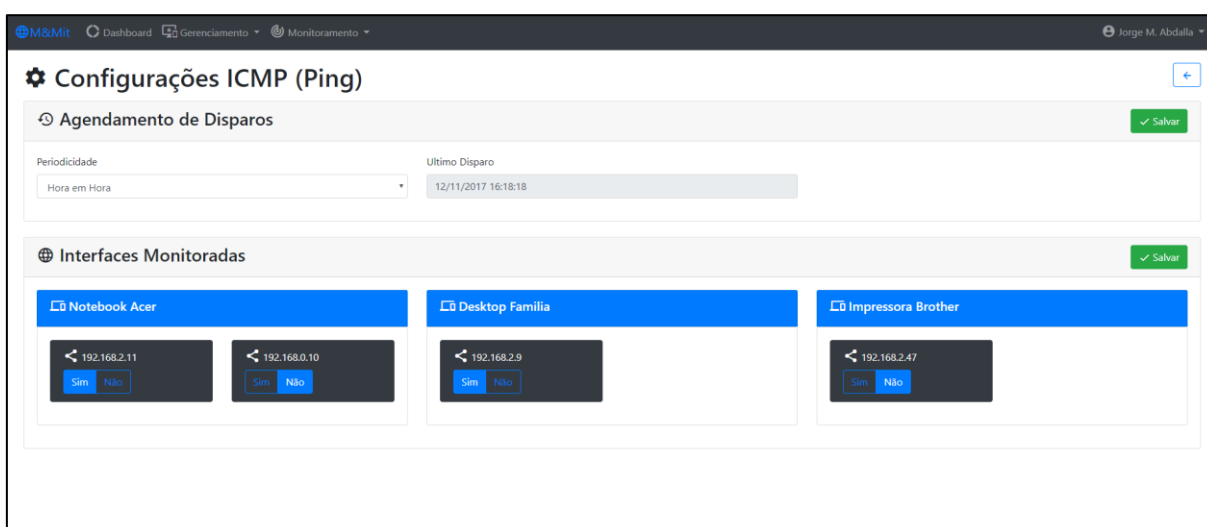 M&Mit Dashboard Gerenciamento Monitoramento Jorge M. Abdalla
Configurações ICMP (Ping)
Agendamento de Disparos Salvar
Periodicidade Ultimo Disparo
Hora em Hora 12/11/2017 16:18:18
Interfaces Monitoradas Salvar
Notebook Acer Desktop Familia Impressora Brother
192.168.2.11 192.168.0.10 192.168.2.9 192.168.2.47
Sim Não Sim Não Sim Não Sim Não